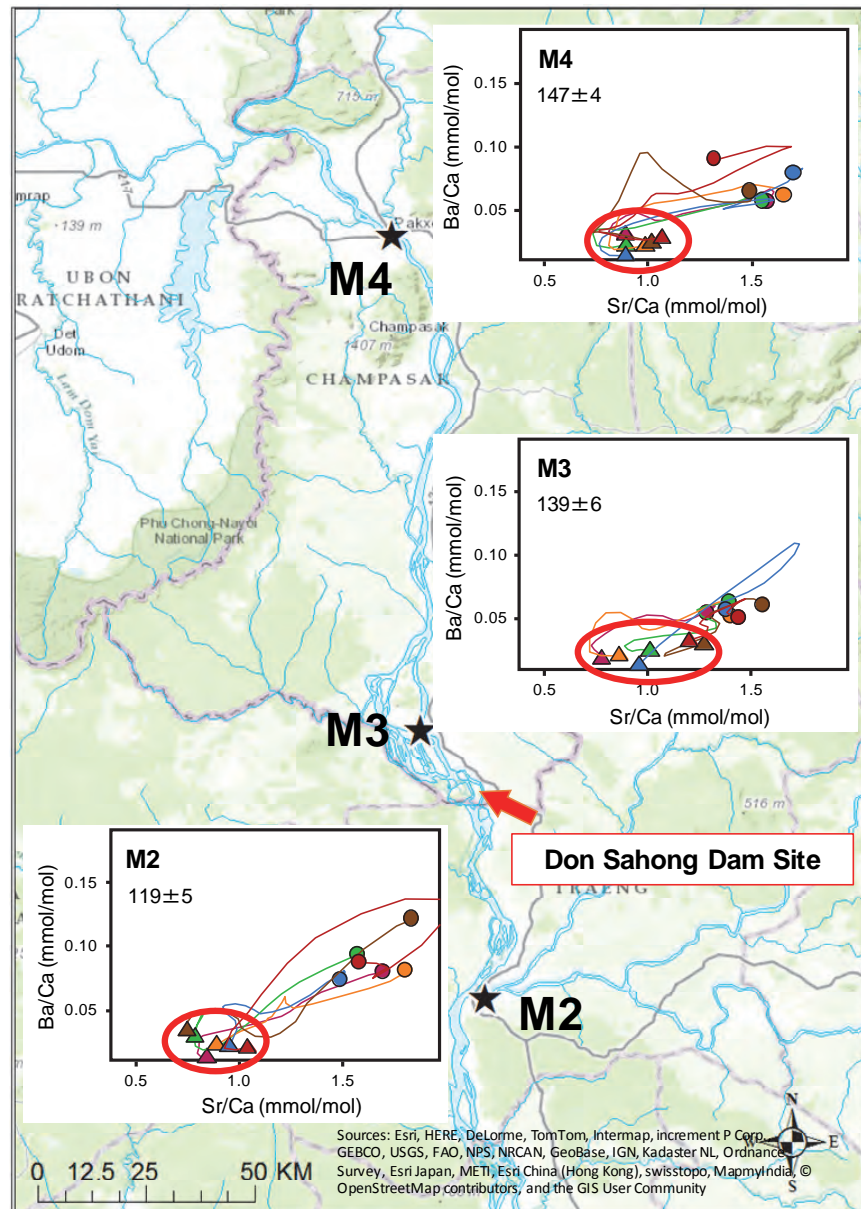 Park
M4
147±4
0.15
0.10
0.05
Ba/Ca (mmol/mol)
0.5
1.0
1.5
Sr/Ca (mmol/mol)
715 m
217
139 m
UBON
RATCHATHANI
Det
Udom
Lam Dom Yai
M4
Champasak
1407 m
CHAMPASAK
Phu Chong-Nayoi
National Park
M3
139±6
0.15
0.10
0.05
Ba/Ca (mmol/mol)
0.5
1.0
1.5
Sr/Ca (mmol/mol)
M3
516 m
Don Sahong Dam Site
TRAENG
M2
119±5
0.15
0.10
0.05
Ba/Ca (mmol/mol)
0.5
1.0
1.5
Sr/Ca (mmol/mol)
M2
N
W
E
S
0 12.5 25 50 KM
Sources: Esri, HERE, DeLorme, TomTom, Intermap, increment P Corp.,
GEBCO, USGS, FAO, NPS, NRCAN, GeoBase, IGN, Kadaster NL, Ordnance
Survey, Esri Japan, METI, Esri China (Hong Kong), swisstopo, MapmyIndia, ©
OpenStreetMap contributors, and the GIS User Community